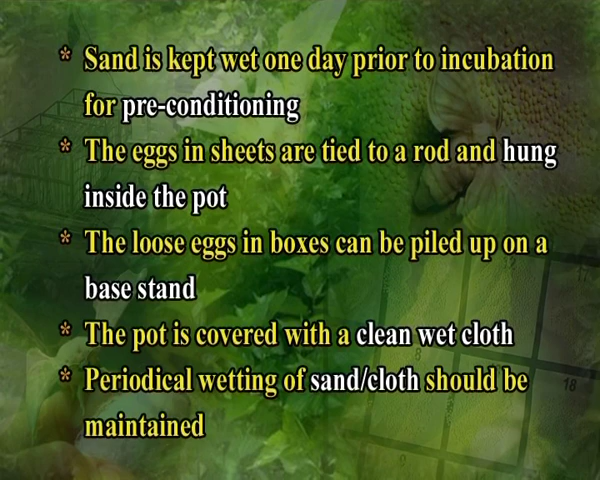 * Sand is kept wet one day prior to incubation
for pre-conditioning
* The eggs in sheets are tied to a rod and hung
inside the pot
* The loose eggs in boxes can be piled up on a
base stand
* The pot is covered with a clean wet cloth
* Periodical wetting of sand/cloth should be
maintained
8
18